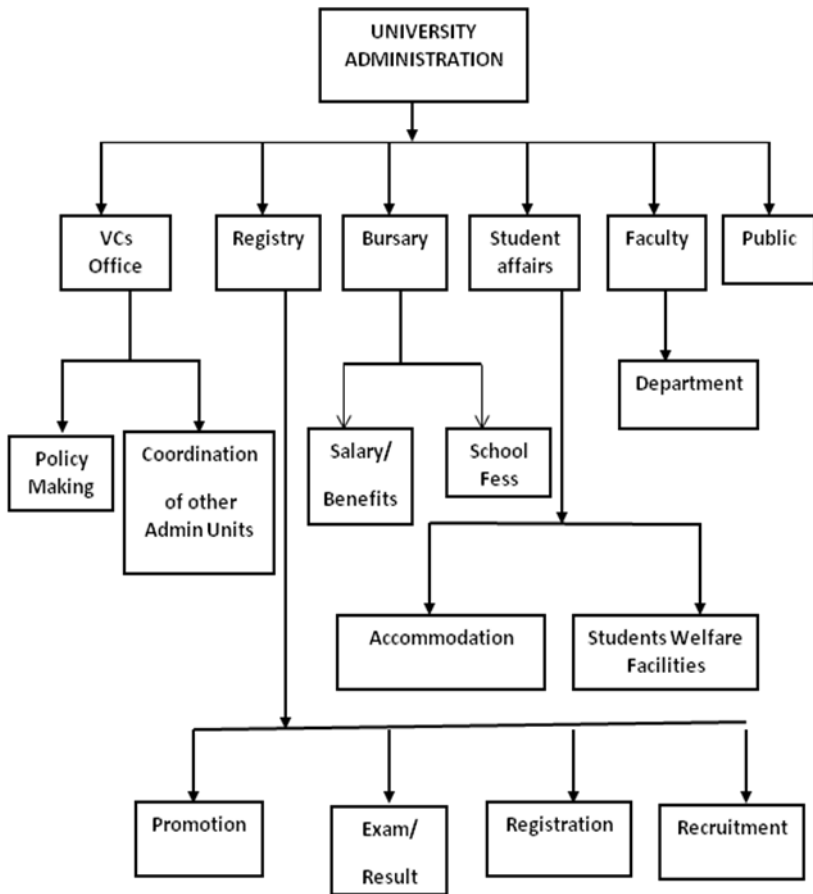 UNIVERSITY
ADMINISTRATION
VCs
Office
Registry
Bursary
Student
affairs
Faculty
Public
Department
Policy
Making
Coordination
of other
Admin Units
Salary/
Benefits
School
Fess
Accommodation
Students Welfare
Facilities
Promotion
Exam/
Result
Registration
Recruitment